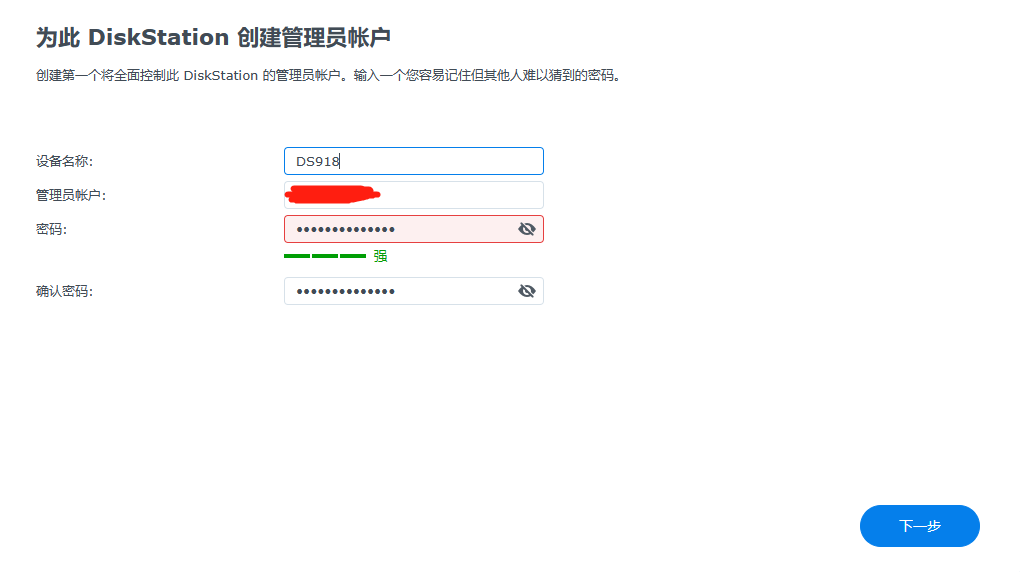 为此 DiskStation 创建管理员帐户
创建第一个将全面控制此 DiskStation 的管理员帐户。输入一个您容易记住但其他人难以猜到的密码。
设备名称: DS918
管理员帐户:
密码: ••••••••••••••
强
确认密码: ••••••••••••••
下一步